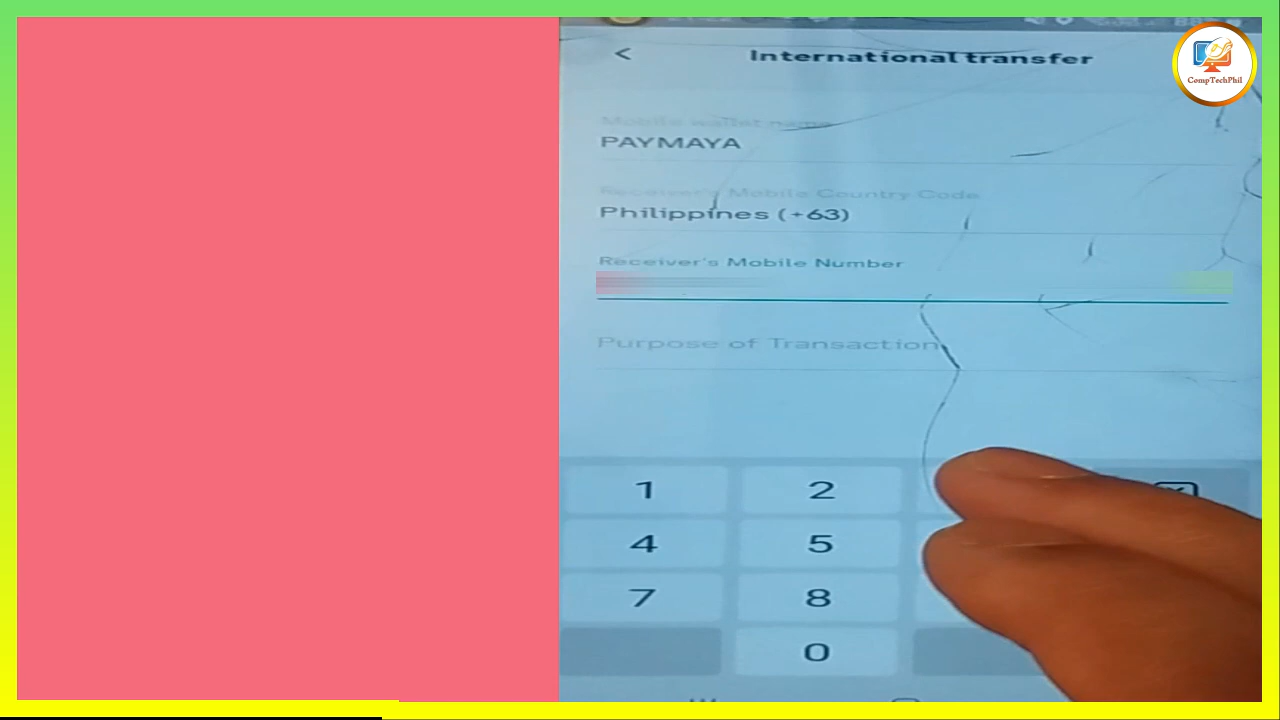 International transfer
CompTechPhil
Mobile wallet name
PAYMAYA
Receiver's Mobile Country Code
Philippines (+63)
Receiver's Mobile Number
Purpose of Transaction
1 2
4 5
7 8
0